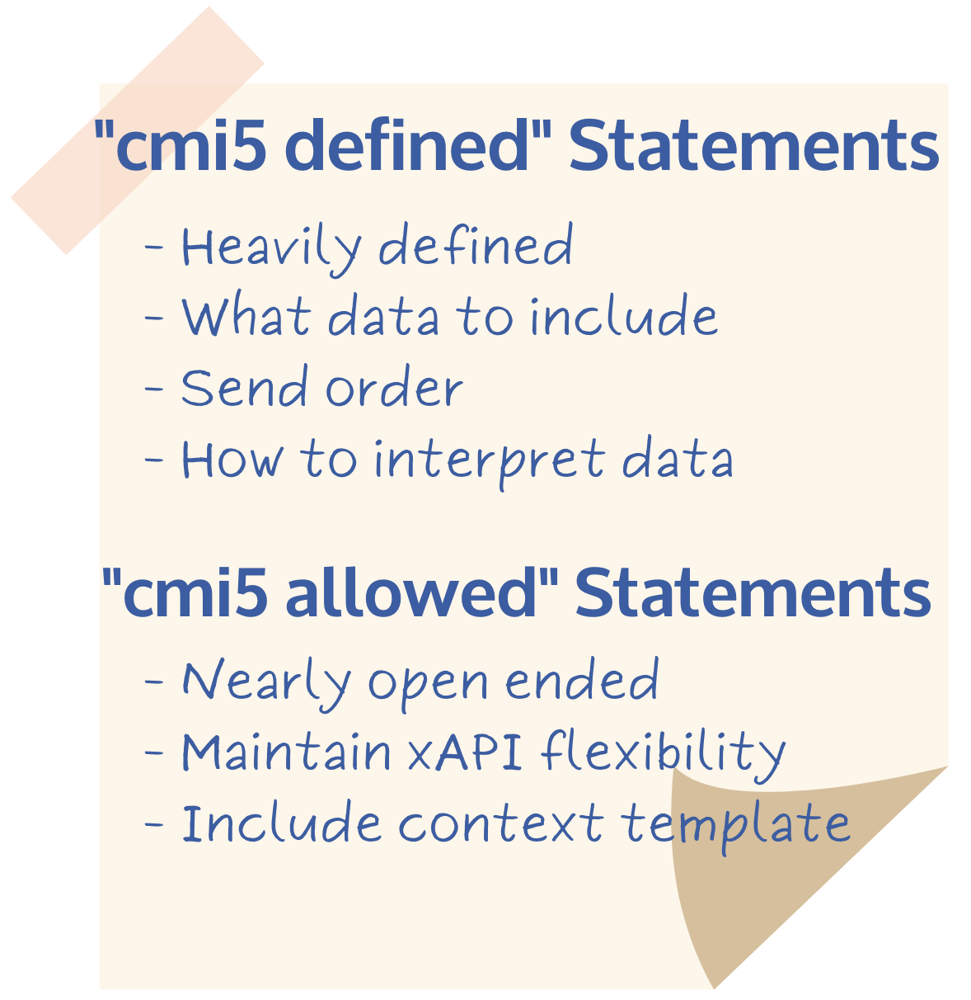 "cmi5 defined" Statements
- Heavily defined
- What data to include
- Send order
- How to interpret data
"cmi5 allowed" Statements
- Nearly open ended
- Maintain xAPI flexibility
- Include context template